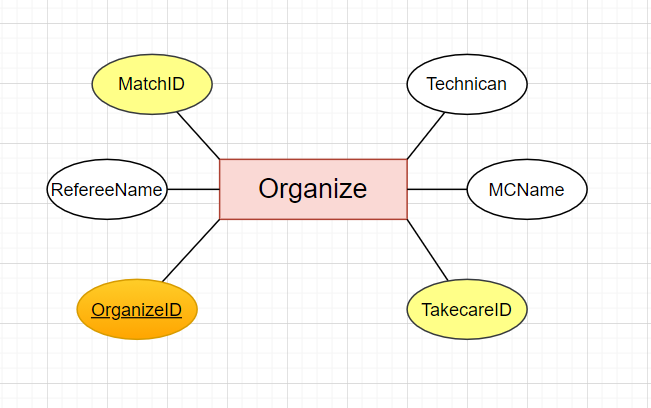 MatchID
Technican
RefereeName
Organize
MCName
OrganizeID
TakecareID